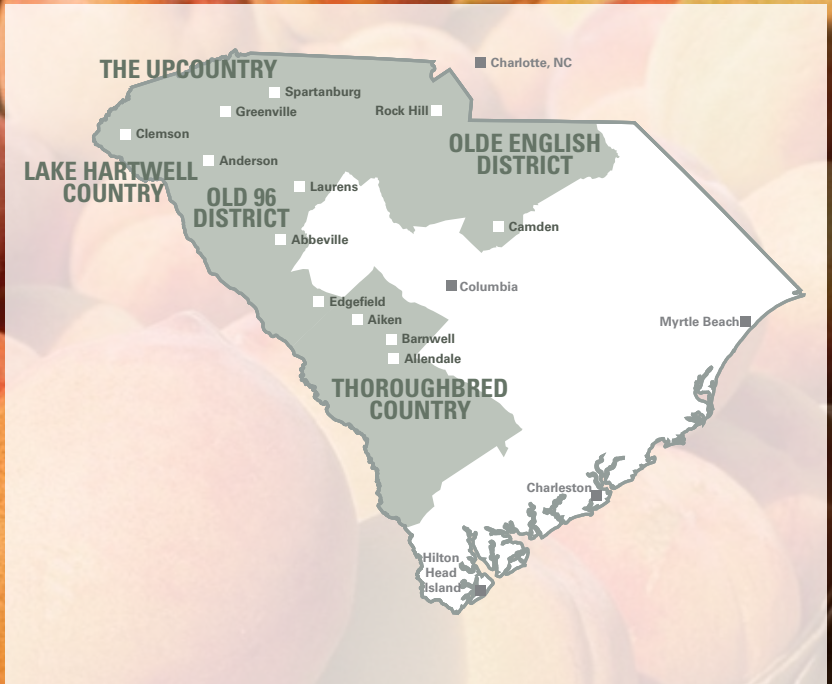 THE UPCOUNTRY
Charlotte, NC
Spartanburg
Greenville
Rock Hill
Clemson
OLDE ENGLISH
DISTRICT
Anderson
LAKE HARTWELL
COUNTRY
Laurens
OLD 96
DISTRICT
Camden
Abbeville
Columbia
Edgefield
Aiken
Myrtle Beach
Barnwell
Allendale
THOROUGHBRED
COUNTRY
Charleston
Hilton
Head
Island